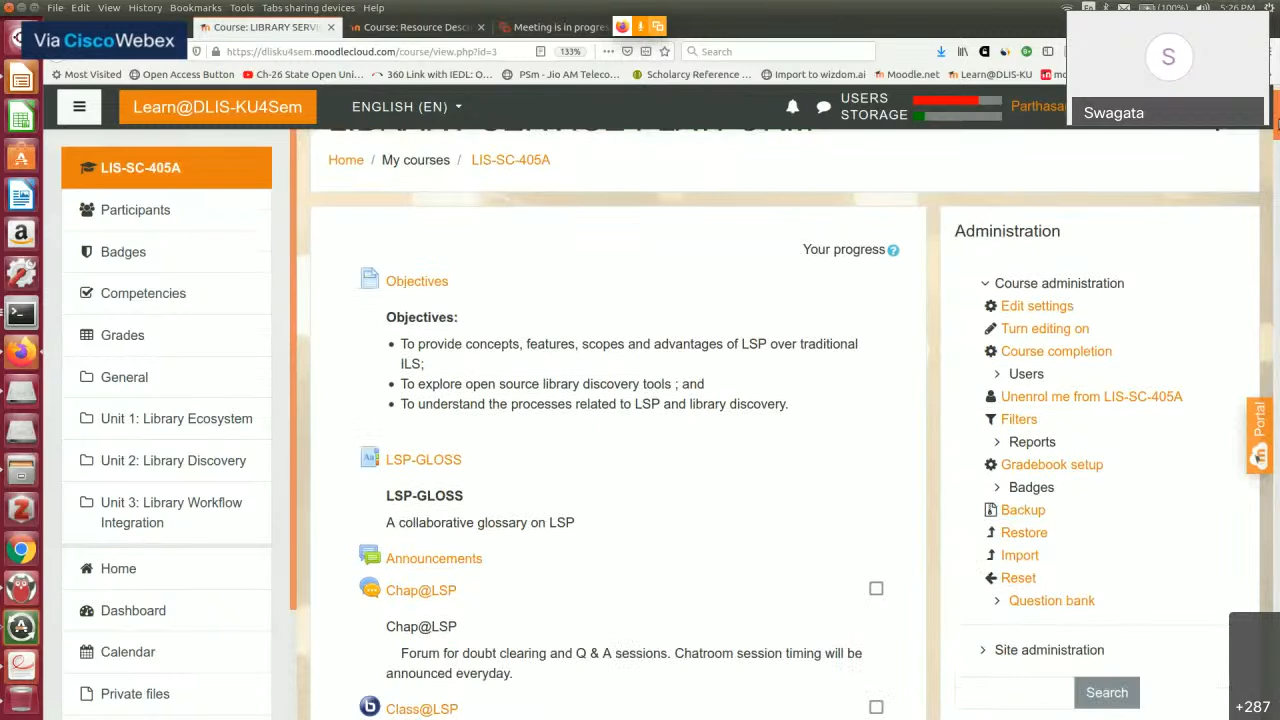 File Edit View History Bookmarks Tools Tabs sharing devices Help
5:26 PM
Via CiscoWebex
Course: LIBRARY SERVI
Course: Resource Desc
Meeting is in progres
https://dlisku4sem.moodlecloud.com/course/view.php?id=3
133%
Search
Most Visited
Open Access Button
Ch-26 State Open Uni...
360 Link with IEDL: O...
PSm - Jio AM Teleco...
Scholarcy Reference ...
Import to wizdom.ai
Moodle.net
Learn@DLIS-KU
S
Swagata
Learn@DLIS-KU4Sem
ENGLISH (EN)
USERS
STORAGE
Parthasar
Home / My courses / LIS-SC-405A
LIS-SC-405A
Participants
Badges
Competencies
Grades
General
Unit 1: Library Ecosystem
Unit 2: Library Discovery
Unit 3: Library Workflow
Integration
Home
Dashboard
Calendar
Private files
Your progress
Objectives
Objectives:
To provide concepts, features, scopes and advantages of LSP over traditional
ILS;
To explore open source library discovery tools ; and
To understand the processes related to LSP and library discovery.
LSP-GLOSS
LSP-GLOSS
A collaborative glossary on LSP
Announcements
Chap@LSP
Chap@LSP
Forum for doubt clearing and Q & A sessions. Chatroom session timing will be
announced everyday.
Class@LSP
Administration
Course administration
Edit settings
Turn editing on
Course completion
Users
Unenrol me from LIS-SC-405A
Filters
Reports
Gradebook setup
Badges
Backup
Restore
Import
Reset
Question bank
Site administration
Search
Portal
+287